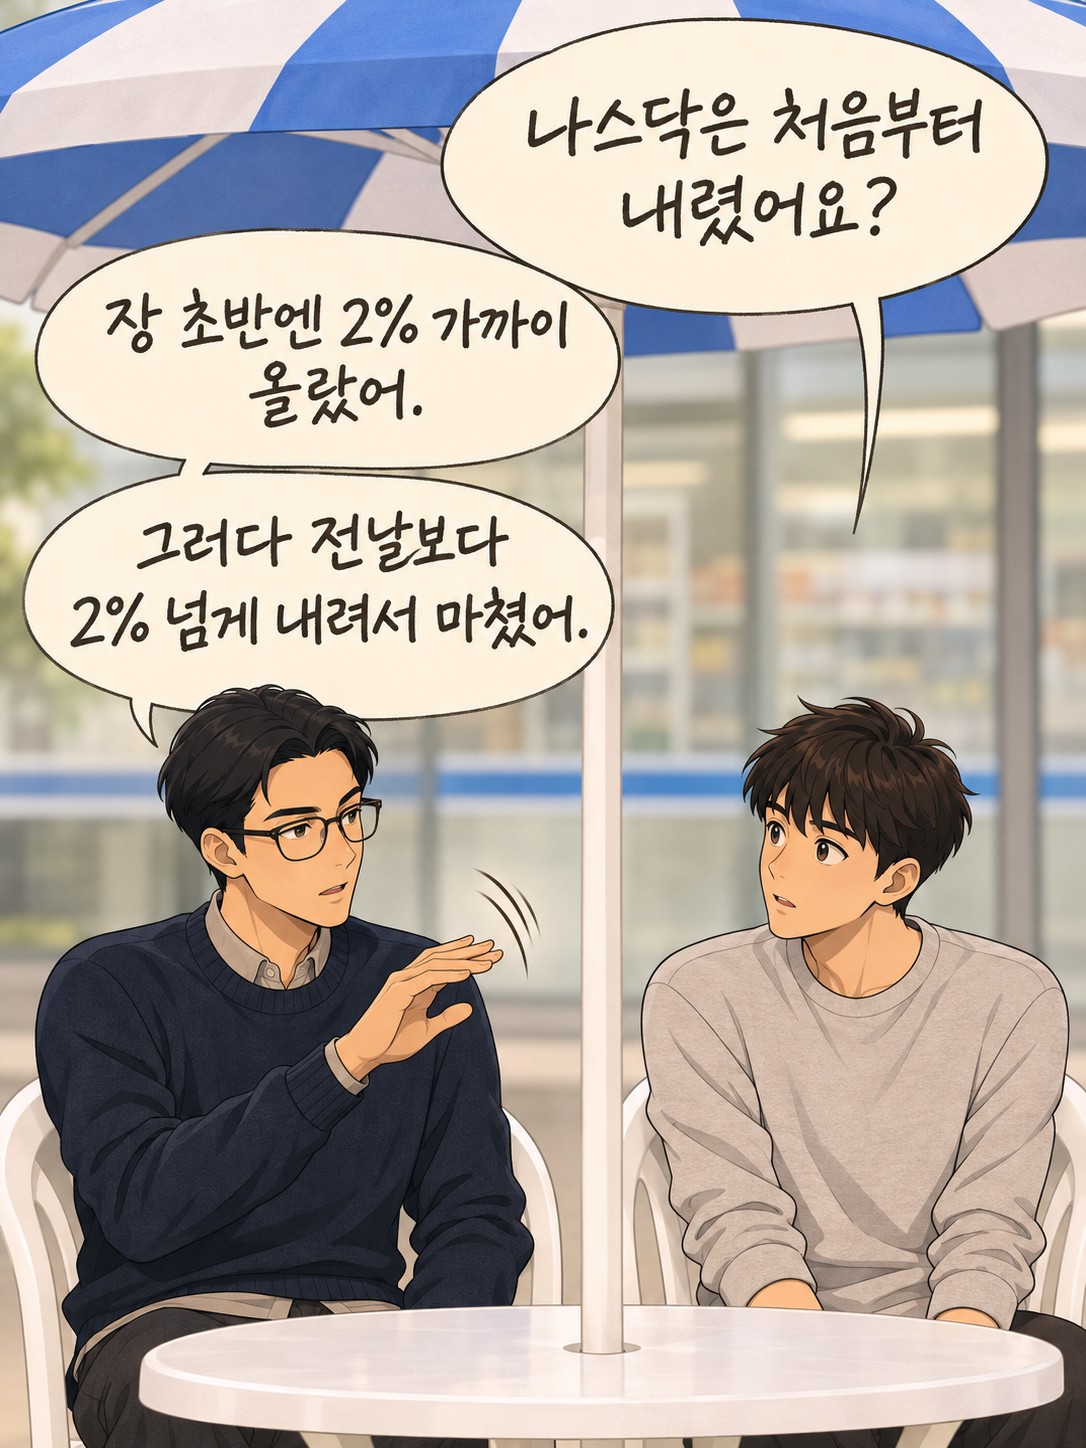 나스닥은 처음부터
내렸어요?
장 초반엔 2% 가까이
올랐어.
그러다 전날보다
2% 넘게 내려서 마쳤어.